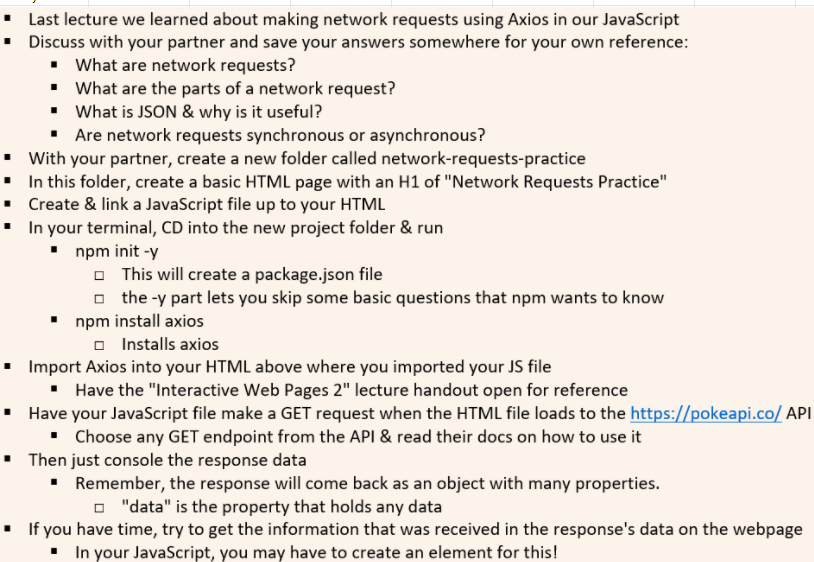 Last lecture we learned about making network requests using Axios in our JavaScript
Discuss with your partner and save your answers somewhere for your own reference:
What are network requests?
What are the parts of a network request?
What is JSON & why is it useful?
Are network requests synchronous or asynchronous?
With your partner, create a new folder called network-requests-practice
In this folder, create a basic HTML page with an H1 of "Network Requests Practice"
Create & link a JavaScript file up to your HTML
In your terminal, CD into the new project folder & run
npm init -y
This will create a package.json file
the -y part lets you skip some basic questions that npm wants to know
npm install axios
Installs axios
Import Axios into your HTML above where you imported your JS file
Have the "Interactive Web Pages 2" lecture handout open for reference
Have your JavaScript file make a GET request when the HTML file loads to the https://pokeapi.co/ API
Choose any GET endpoint from the API & read their docs on how to use it
Then just console the response data
Remember, the response will come back as an object with many properties.
"data" is the property that holds any data
If you have time, try to get the information that was received in the response's data on the webpage
In your JavaScript, you may have to create an element for this!